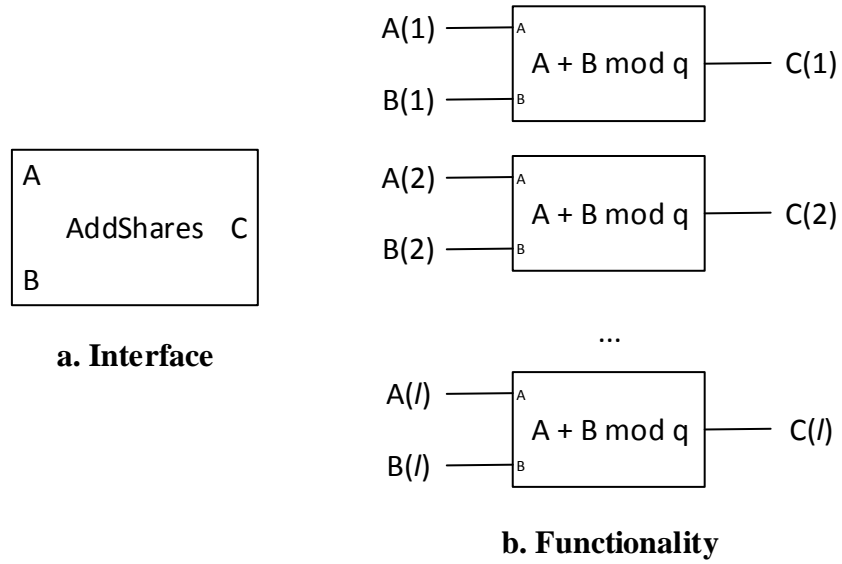 A
AddShares C
B
a. Interface
A(1)
A
A + B mod q
C(1)
B(1)
B
A(2)
A
A + B mod q
C(2)
B(2)
B
...
A(l)
A
A + B mod q
C(l)
B(l)
B
b. Functionality